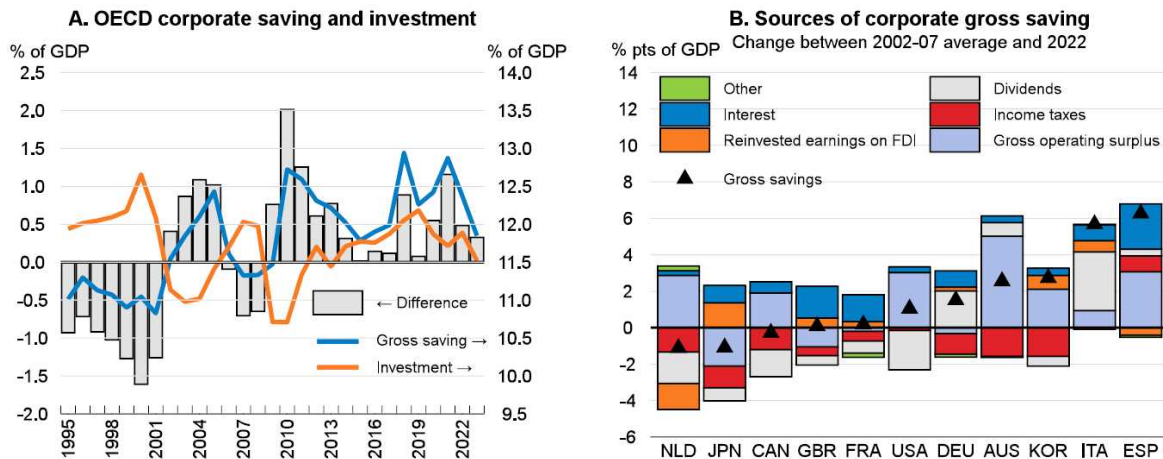 A. OECD corporate saving and investment
% of GDP
% of GDP
2.5
2.0
1.5
1.0
0.5
0.0
-0.5
-1.0
-1.5
-2.0
14.0
13.5
13.0
12.5
12.0
11.5
11.0
10.5
10.0
9.5
← Difference
Gross saving →
Investment →
1995
1998
2001
2004
2007
2010
2013
2016
2019
2022
B. Sources of corporate gross saving
Change between 2002-07 average and 2022
% pts of GDP
14
12
10
8
6
4
2
0
-2
-4
-6
Other
Dividends
Interest
Income taxes
Reinvested earnings on FDI
Gross operating surplus
Gross savings
NLD JPN CAN GBR FRA USA DEU AUS KOR ITA ESP